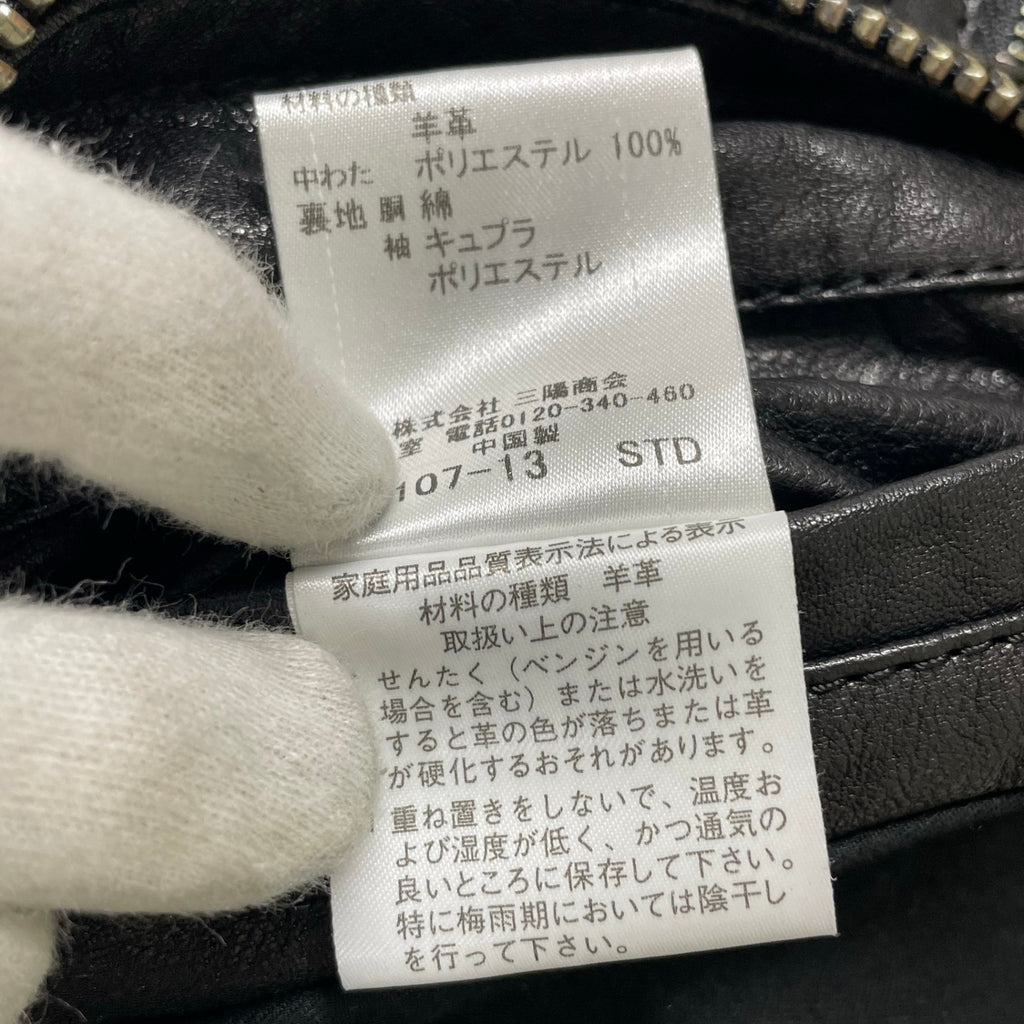 材料の種類
羊革
中わた ポリエステル 100%
裏地 胴 綿
袖 キュプラ
ポリエステル
株式会社 三陽商会
室 電話0120-340-460
中国製
107-13 STD
家庭用品品質表示法による表示
材料の種類 羊革
取扱い上の注意
せんたく（ベンジンを用いる
場合を含む）または水洗いを
すると革の色が落ちまたは革
が硬化するおそれがあります。
重ね置きをしないで、温度お
よび湿度が低く、かつ通気の
良いところに保存して下さい。
特に梅雨期においては陰干し
を行って下さい。